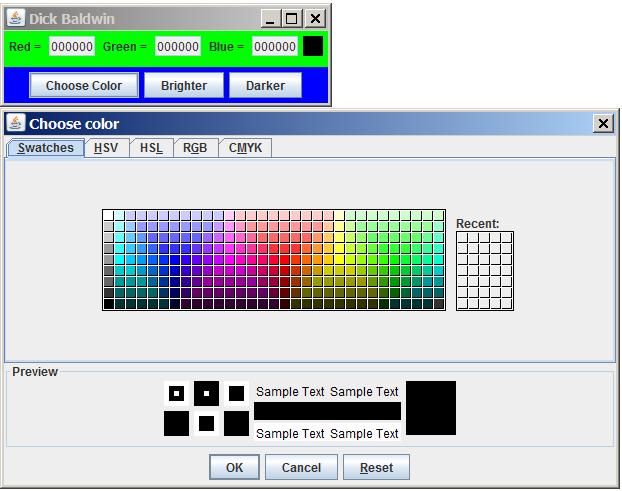 Dick Baldwin
Red = 000000 Green = 000000 Blue = 000000
Choose Color Brighter Darker
Choose color
Swatches HSV HSL RGB CMYK
Recent:
Preview
Sample Text Sample Text
Sample Text Sample Text
OK Cancel Reset